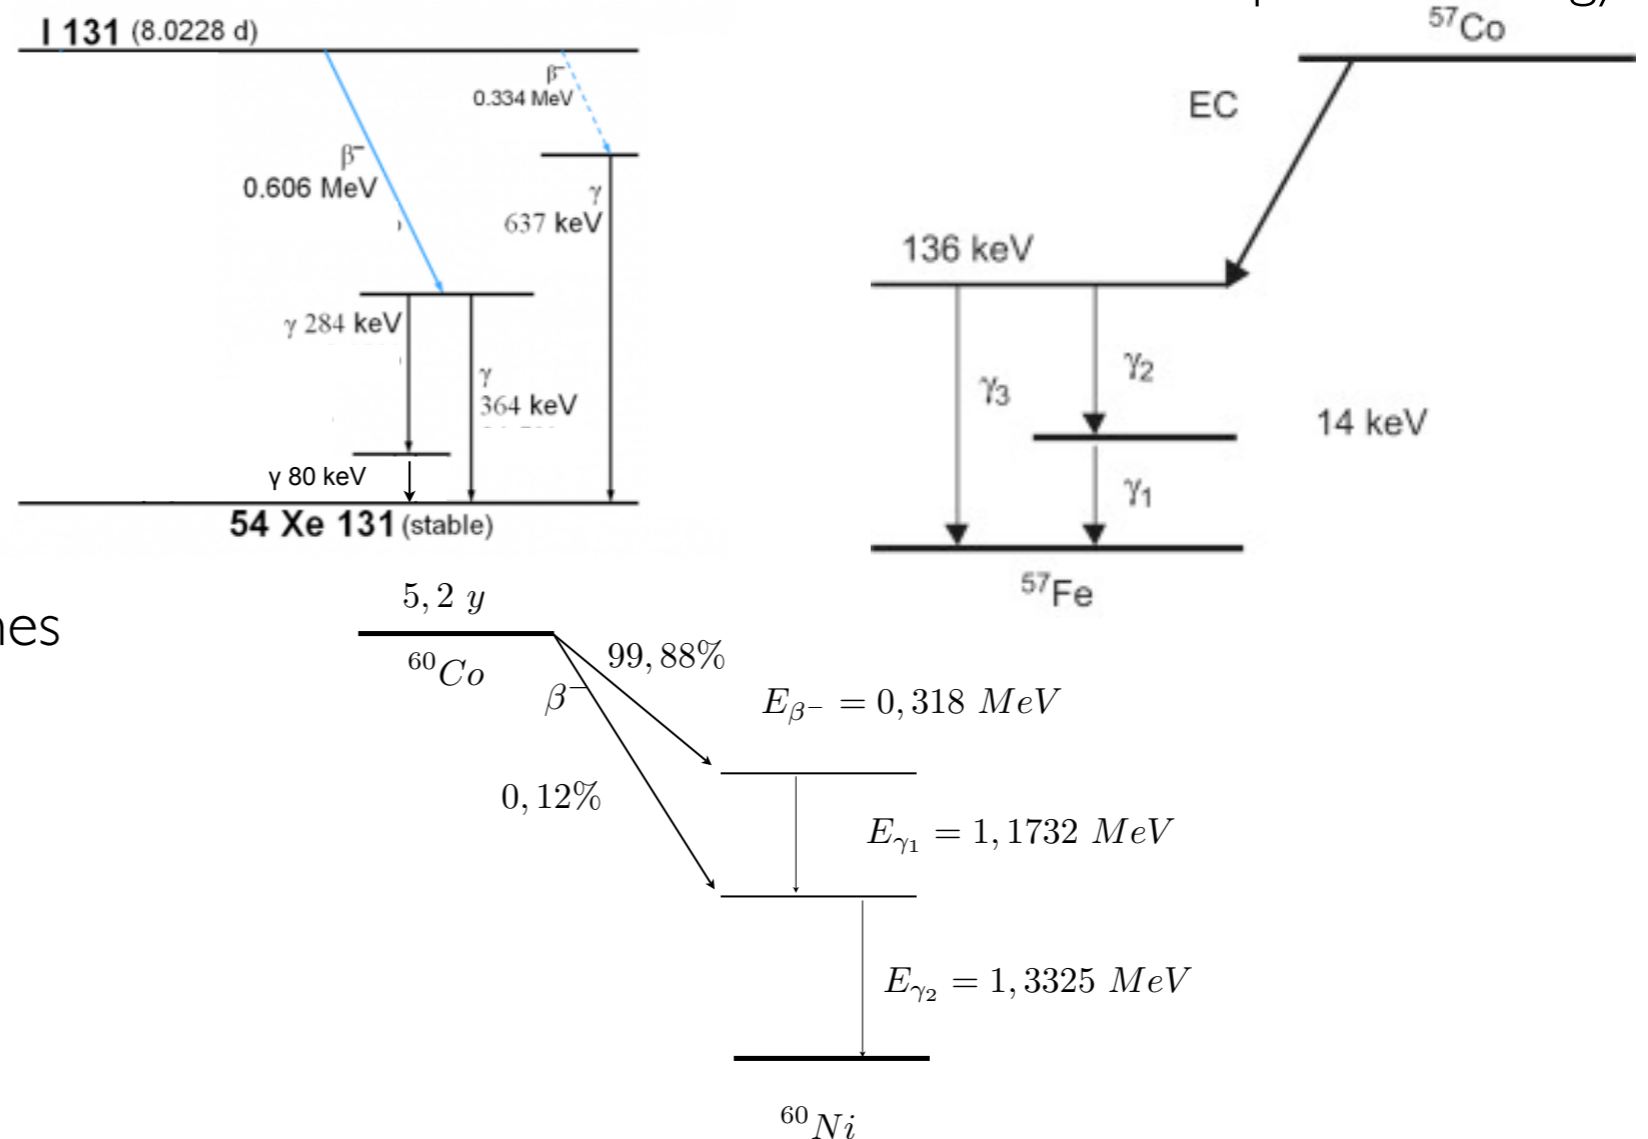 I 131 (8.0228 d)
β⁻
0.334 MeV
β⁻
0.606 MeV
γ
637 keV
γ 284 keV
γ
364 keV
γ 80 keV
54 Xe 131 (stable)
⁵⁷Co
EC
136 keV
γ₃
γ₂
14 keV
γ₁
⁵⁷Fe
nes
5,2 y
⁶⁰Co
99,88%
β⁻
E_β⁻ = 0,318 MeV
0,12%
E_γ₁ = 1,1732 MeV
E_γ₂ = 1,3325 MeV
⁶⁰Ni